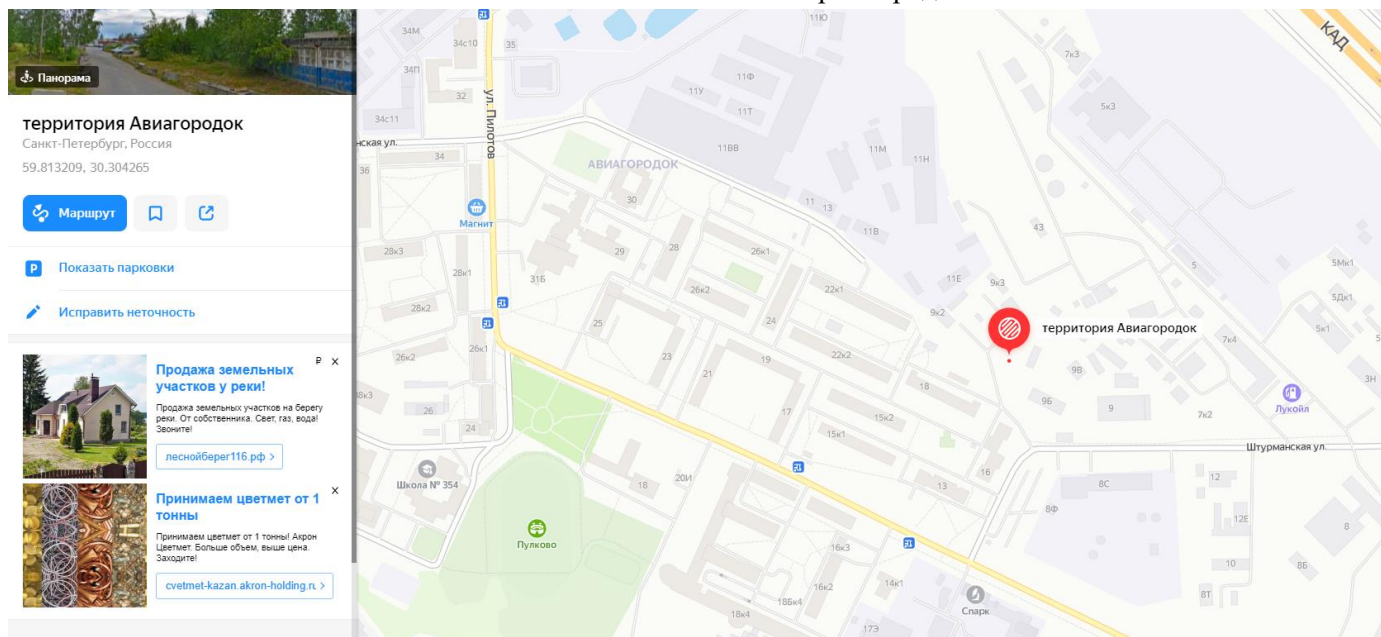 Панорама
территория Авиагородок
Санкт-Петербург, Россия
59.813209, 30.304265
Маршрут
P Показать парковки
Исправить неточность
₽ ×
Продажа земельных
участков у реки!
Продажа земельных участков на берегу
реки. От собственника. Свет, газ, вода!
Звоните!
леснойберег116.рф >
×
Принимаем цветмет от 1
тонны
Принимаем цветмет от 1 тонны! Акрон
Цветмет. Больше объем, выше цена.
Заходите!
cvetmet-kazan.akron-holding.ru >
34М
34с10
35
11Ю
КАД
7к3
34П
32
ул. Пилотов
11Ф
11У
5к3
34с11
11Т
нская ул.
34
11ВВ
11М
11Н
36
АВИАГОРОДОК
30
11
13
Магнит
11В
43
28к3
29
28
26к1
28к1
31Б
5
5Мк1
26к2
22к1
11Е
9к3
5Дк1
28к2
25
24
9к2
территория Авиагородок
5к1
5
26к1
7к4
26к2
23
19
22к2
9В
21
18
3Н
8к3
26
17
15к2
9Б
9
7к2
Лукойл
24
15к1
Штурманская ул.
Школа № 354
18
20И
16
13
8С
12
8Ф
12Е
8
Пулково
16к3
10
8Б
16к2
14к1
8Т
18Бк4
Спарк
18к4
17Э